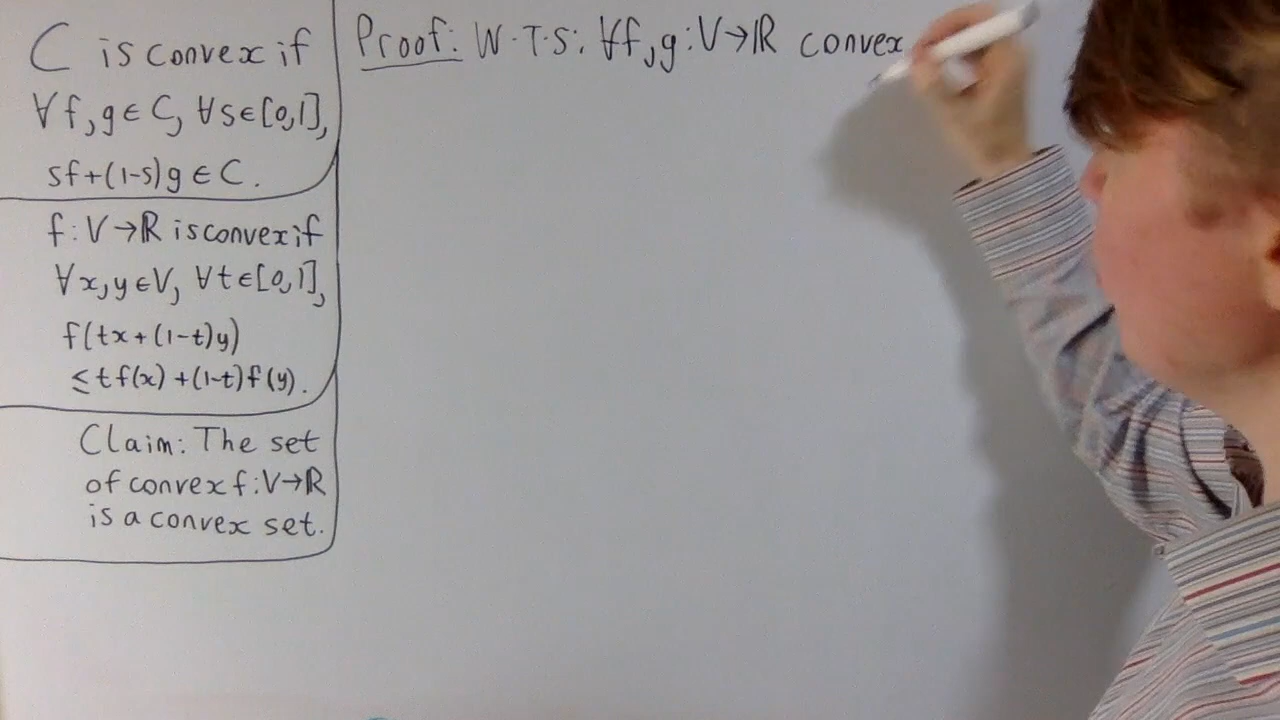 C is convex if
∀f,g∈C, ∀s∈[0,1],
sf+(1-s)g∈C.
f:V→ℝ is convex if
∀x,y∈V, ∀t∈[0,1],
f(tx+(1-t)y)
≤tf(x)+(1-t)f(y).
Claim: The set
of convex f:V→ℝ
is a convex set.
Proof: W.T.S: ∀f,g:V→ℝ convex,